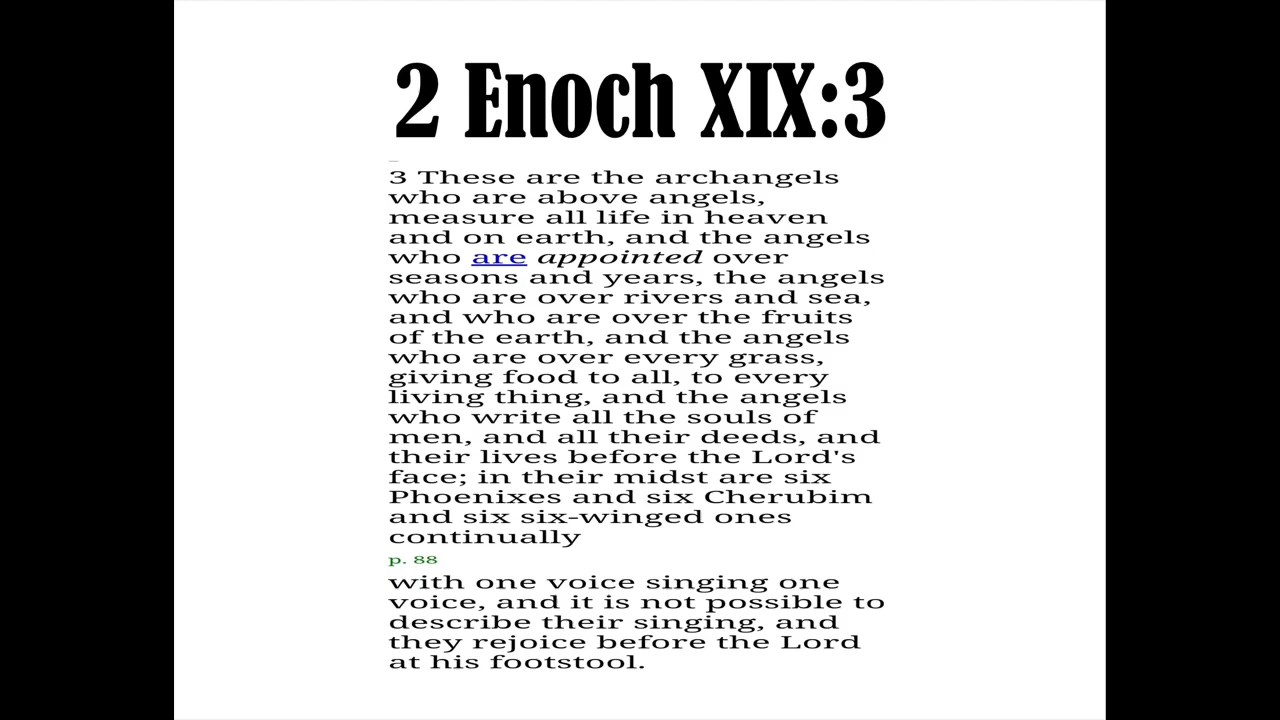 2 Enoch XIX:3
3 These are the archangels
who are above angels,
measure all life in heaven
and on earth, and the angels
who are appointed over
seasons and years, the angels
who are over rivers and sea,
and who are over the fruits
of the earth, and the angels
who are over every grass,
giving food to all, to every
living thing, and the angels
who write all the souls of
men, and all their deeds, and
their lives before the Lord's
face; in their midst are six
Phoenixes and six Cherubim
and six six-winged ones
continually
p. 88
with one voice singing one
voice, and it is not possible to
describe their singing, and
they rejoice before the Lord
at his footstool.